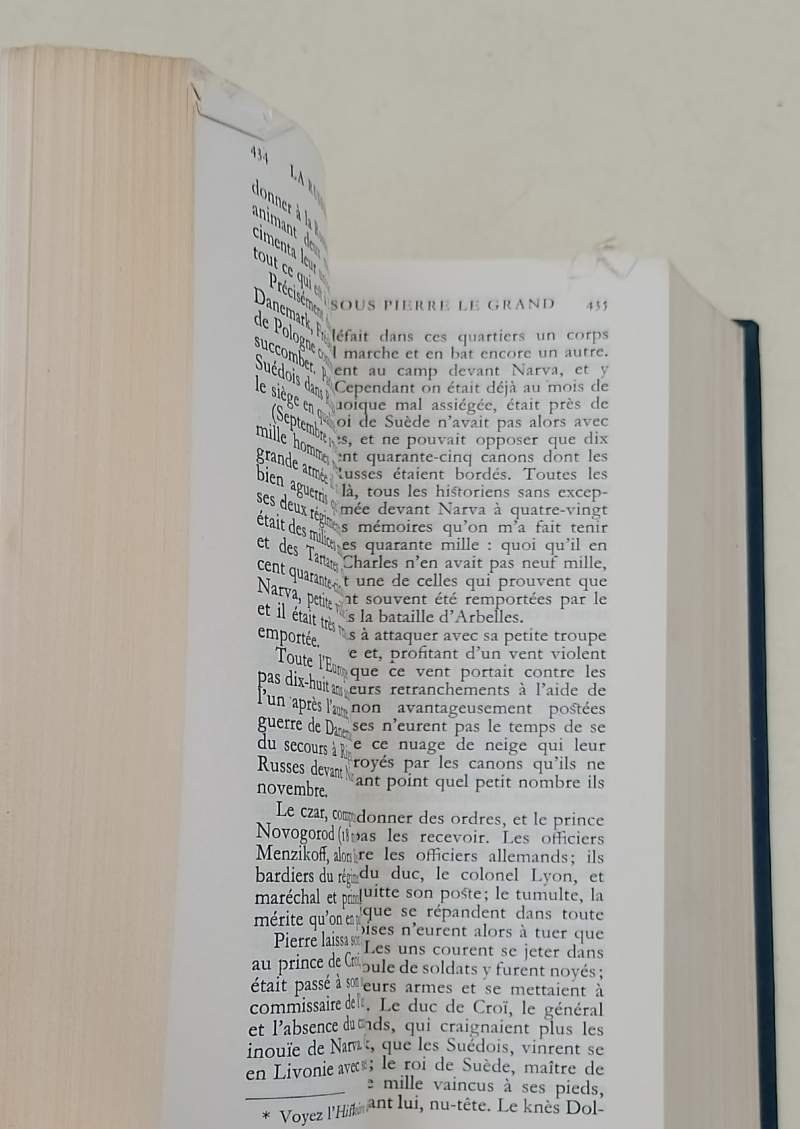 434
LA
donner à la
animant deux
cimenta leur
tout ce qui
Précisément
Danemark,
de Pologne
succomber.
Suédois dans
le siège en
(Septembre
mille hommes
grande armée
bien aguerris
ses deux
était des milices
et des Tartares
cent quarante-
Narva, petite
et il était très
emportée.
Toute l'Europe
pas dix-huit ans
l'un après l'autre
guerre de
du secours à
Russes devant
novembre.
Le czar,
Novogorod (18
Menzikoff, alors
bardiers du
maréchal et
mérite qu'on en
Pierre laissa son
au prince de Croï,
était passé à son
commissaire de
et l'absence du
inouïe de Narva
en Livonie avec
* Voyez l'
SOUS PIERRE LE GRAND 435
léfait dans ces quartiers un corps
l marche et en bat encore un autre.
ent au camp devant Narva, et y
Cependant on était déjà au mois de
uoique mal assiégée, était près de
oi de Suède n'avait pas alors avec
s, et ne pouvait opposer que dix
ent quarante-cinq canons dont les
Russes étaient bordés. Toutes les
là, tous les historiens sans excep-
mée devant Narva à quatre-vingt
s mémoires qu'on m'a fait tenir
es quarante mille : quoi qu'il en
Charles n'en avait pas neuf mille,
t une de celles qui prouvent que
nt souvent été remportées par le
s la bataille d'Arbelles.
s à attaquer avec sa petite troupe
e et, profitant d'un vent violent
que ce vent portait contre les
eurs retranchements à l'aide de
non avantageusement postées
ses n'eurent pas le temps de se
e ce nuage de neige qui leur
royés par les canons qu'ils ne
ant point quel petit nombre ils
donner des ordres, et le prince
pas les recevoir. Les officiers
re les officiers allemands; ils
du duc, le colonel Lyon, et
quitte son poste; le tumulte, la
que se répandent dans toute
oises n'eurent alors à tuer que
Les uns courent se jeter dans
oule de soldats y furent noyés;
eurs armes et se mettaient à
. Le duc de Croï, le général
nds, qui craignaient plus les
, que les Suédois, vinrent se
; le roi de Suède, maître de
e mille vaincus à ses pieds,
ant lui, nu-tête. Le knès Dol-